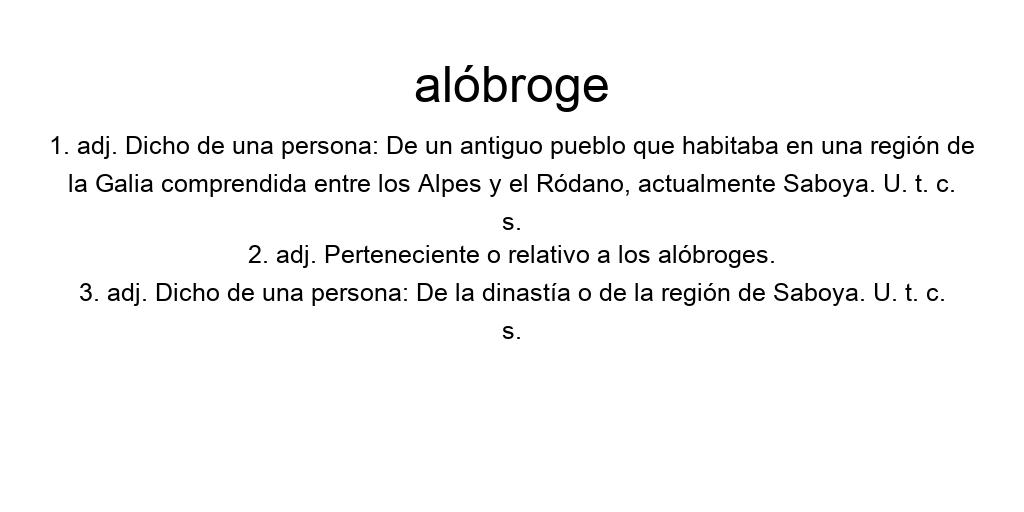 alóbroge
1. adj. Dicho de una persona: De un antiguo pueblo que habitaba en una región de
la Galia comprendida entre los Alpes y el Ródano, actualmente Saboya. U. t. c.
s.
2. adj. Perteneciente o relativo a los alóbroges.
3. adj. Dicho de una persona: De la dinastía o de la región de Saboya. U. t. c.
s.